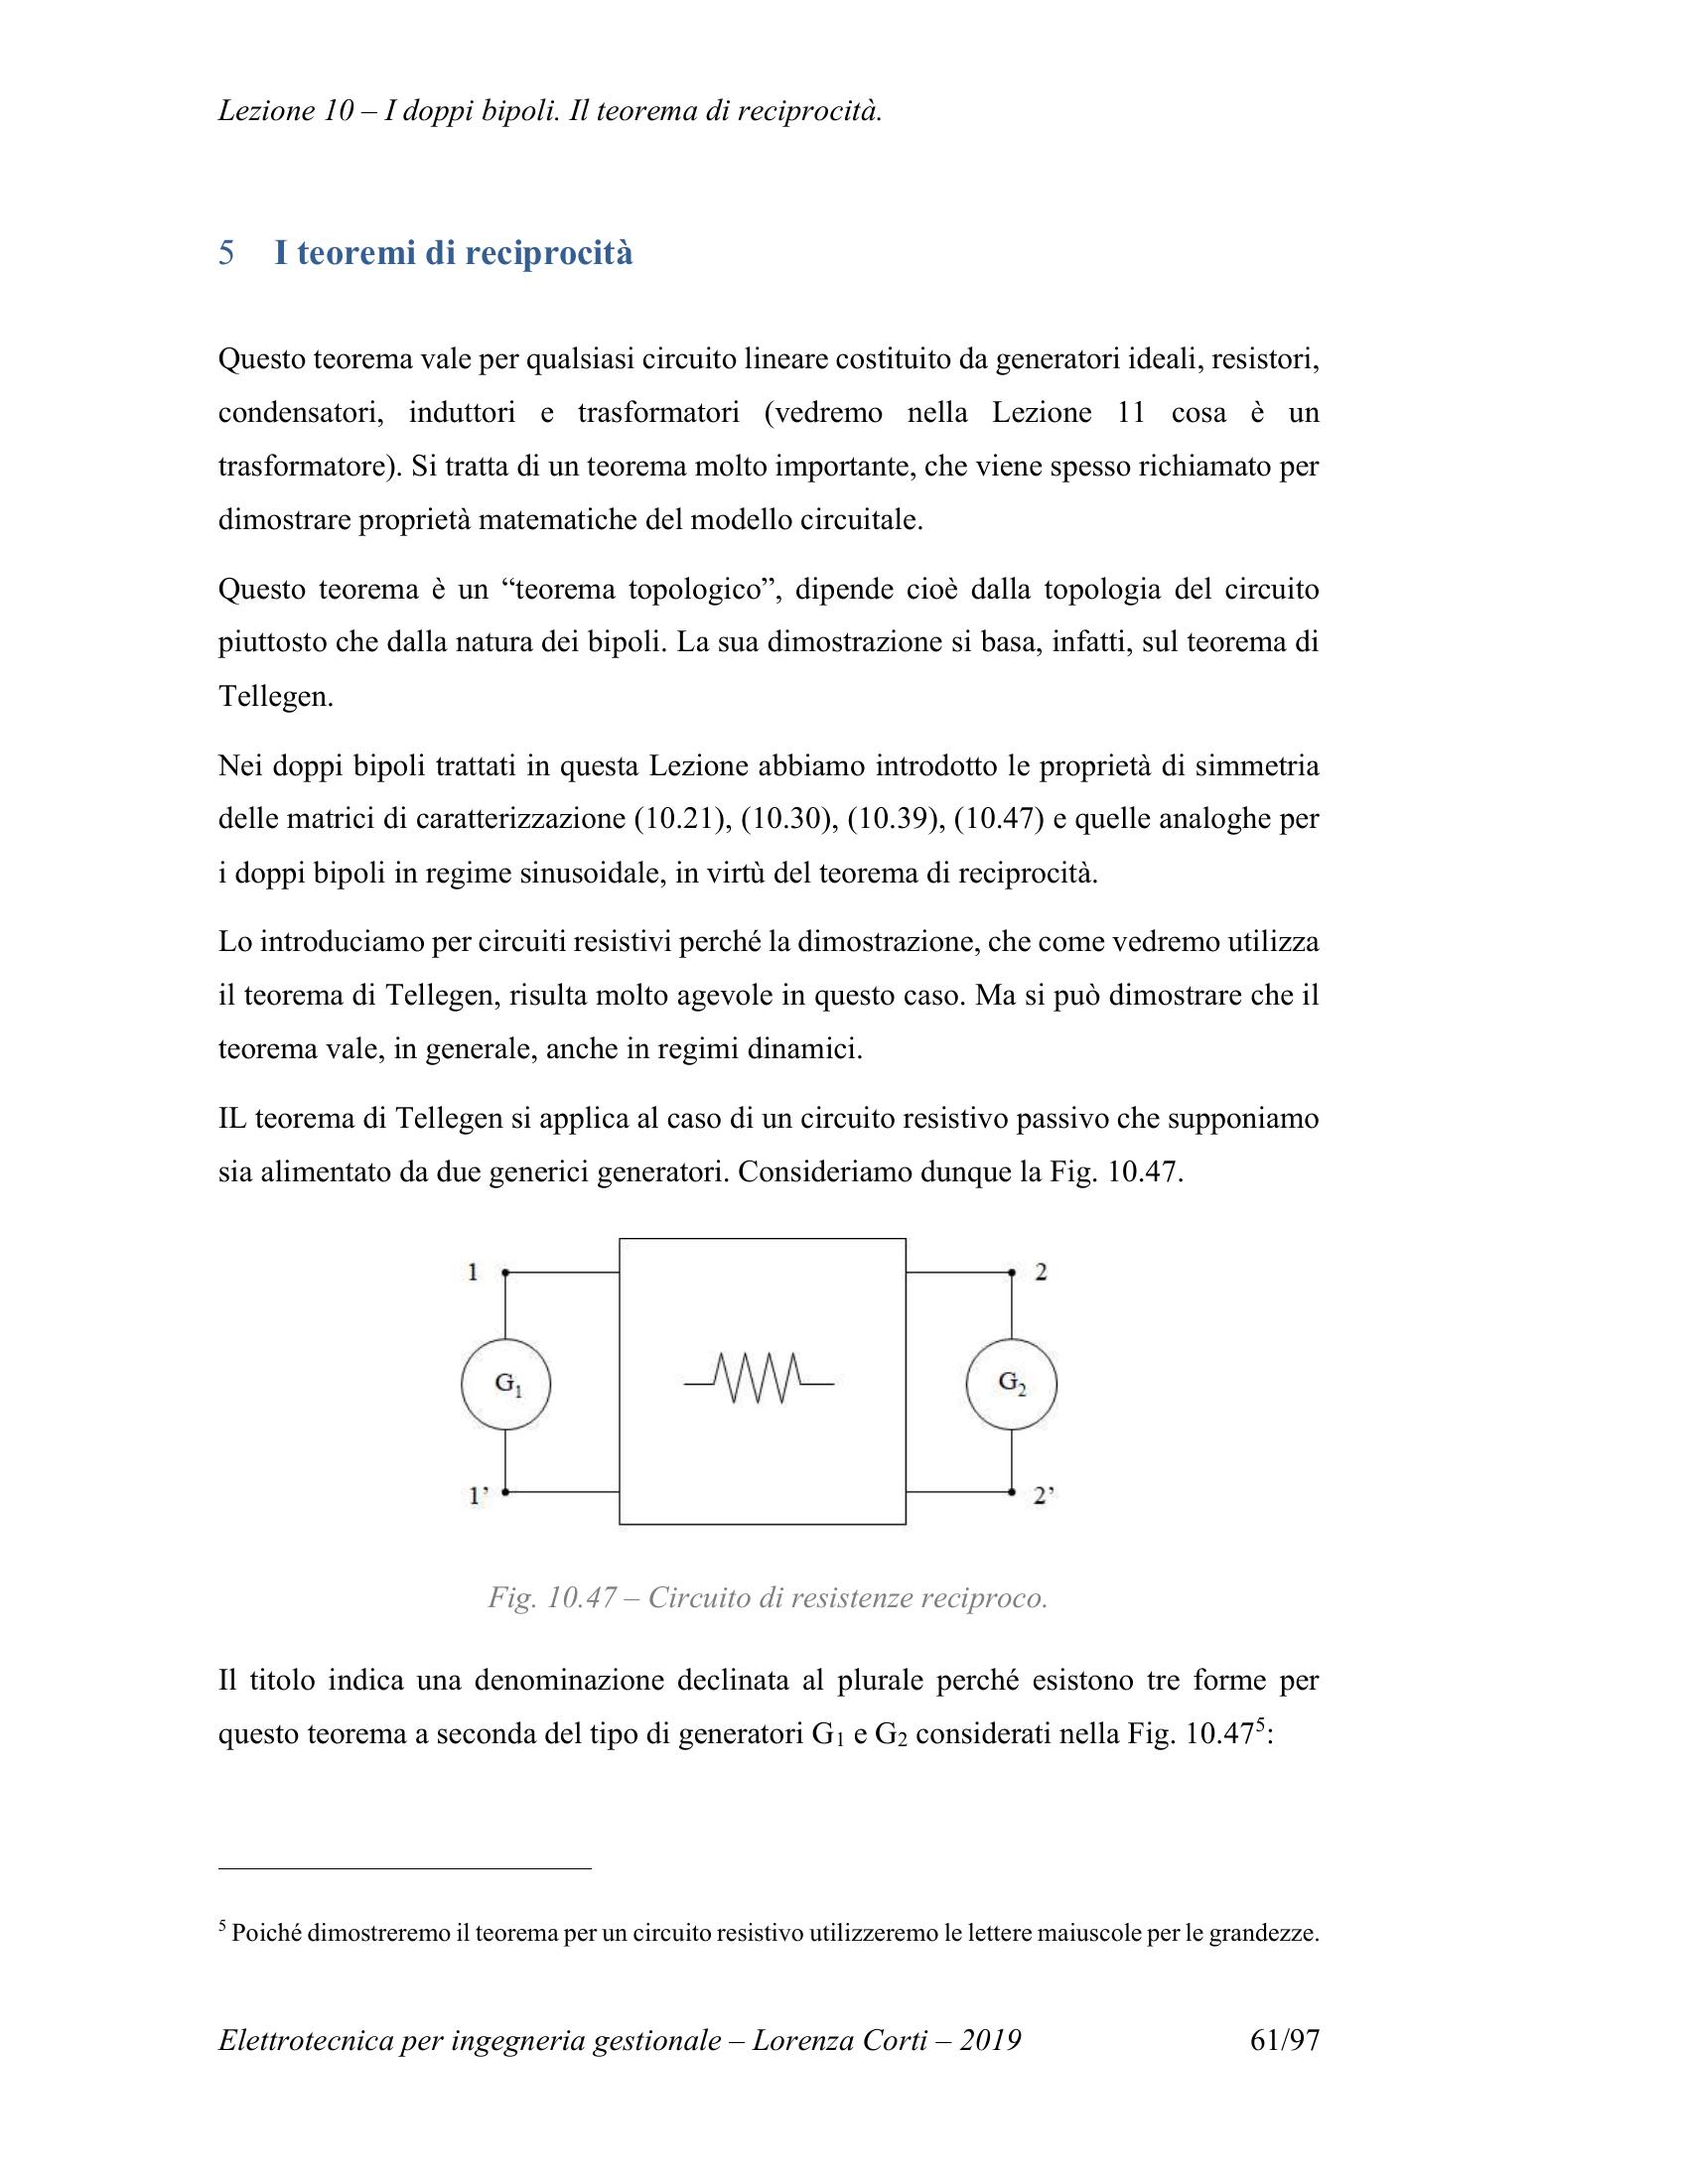 Lezione 10 – I doppi bipoli. Il teorema di reciprocità.
5 I teoremi di reciprocità
Questo teorema vale per qualsiasi circuito lineare costituito da generatori ideali, resistori,
condensatori, induttori e trasformatori (vedremo nella Lezione 11 cosa è un
trasformatore). Si tratta di un teorema molto importante, che viene spesso richiamato per
dimostrare proprietà matematiche del modello circuitale.
Questo teorema è un “teorema topologico”, dipende cioè dalla topologia del circuito
piuttosto che dalla natura dei bipoli. La sua dimostrazione si basa, infatti, sul teorema di
Tellegen.
Nei doppi bipoli trattati in questa Lezione abbiamo introdotto le proprietà di simmetria
delle matrici di caratterizzazione (10.21), (10.30), (10.39), (10.47) e quelle analoghe per
i doppi bipoli in regime sinusoidale, in virtù del teorema di reciprocità.
Lo introduciamo per circuiti resistivi perché la dimostrazione, che come vedremo utilizza
il teorema di Tellegen, risulta molto agevole in questo caso. Ma si può dimostrare che il
teorema vale, in generale, anche in regimi dinamici.
IL teorema di Tellegen si applica al caso di un circuito resistivo passivo che supponiamo
sia alimentato da due generici generatori. Consideriamo dunque la Fig. 10.47.
1 2
G₁ G₂
1’ 2’
Fig. 10.47 – Circuito di resistenze reciproco.
Il titolo indica una denominazione declinata al plurale perché esistono tre forme per
questo teorema a seconda del tipo di generatori G₁ e G₂ considerati nella Fig. 10.47⁵:
⁵ Poiché dimostreremo il teorema per un circuito resistivo utilizzeremo le lettere maiuscole per le grandezze.
Elettrotecnica per ingegneria gestionale – Lorenza Corti – 2019 61/97